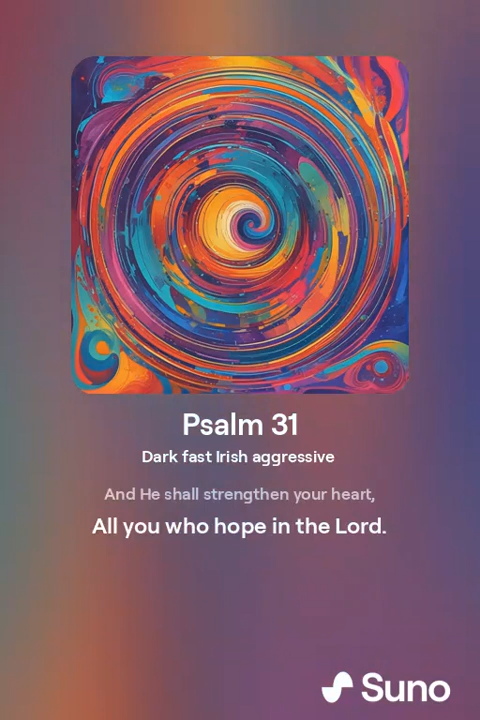 Psalm 31
Dark fast Irish aggressive
And He shall strengthen your heart,
All you who hope in the Lord.
Suno